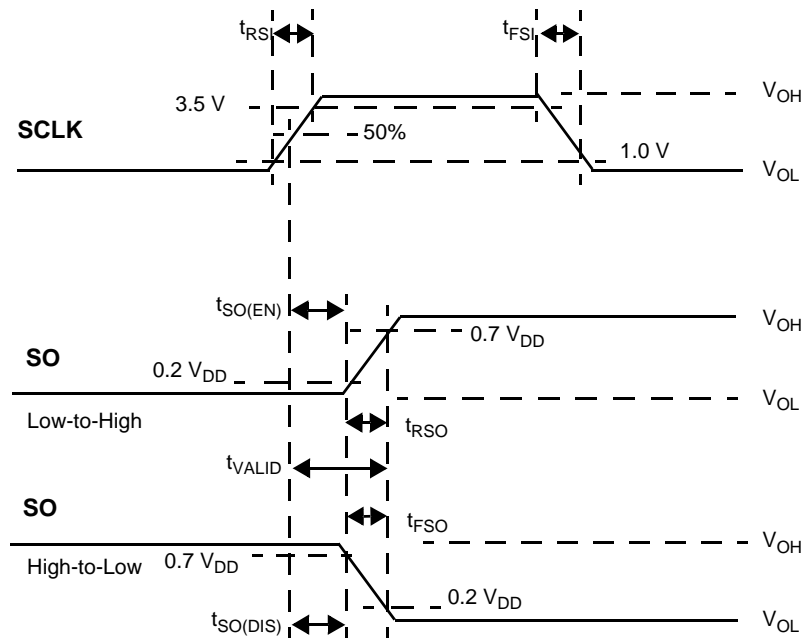 tRSI
tFSI
3.5 V
VOH
SCLK
50%
1.0 V
VOL
tSO(EN)
VOH
0.7 VDD
SO
0.2 VDD
VOL
Low-to-High
tRSO
tVALID
SO
tFSO
VOH
High-to-Low
0.7 VDD
0.2 VDD
tSO(DIS)
VOL